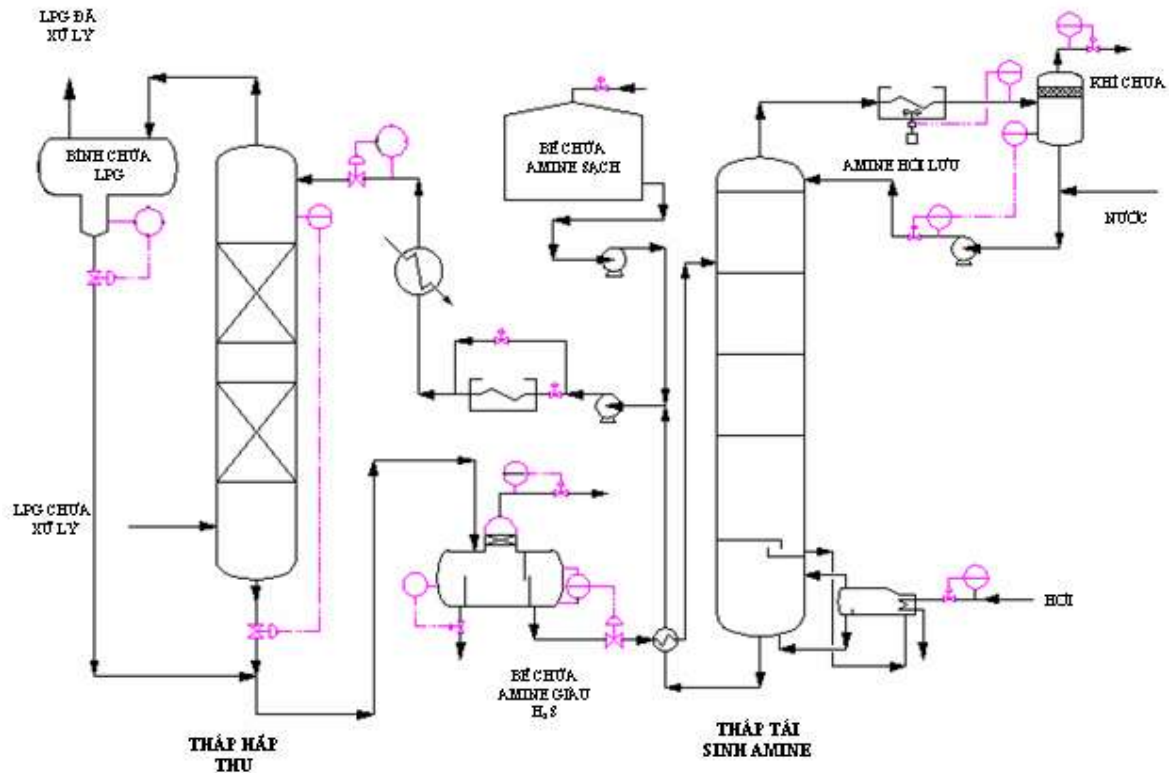 LPG ĐÃ
XỬ LÝ
BÌNH CHỨA
LPG
BỂ CHỨA
AMINE SẠCH
KHÍ CHUA
AMINE HỒI LƯU
NƯỚC
LPG CHƯA
XỬ LÝ
HƠI
BỂ CHỨA
AMINE GIÀU
H₂S
THÁP HẤP
THU
THÁP TÁI
SINH AMINE